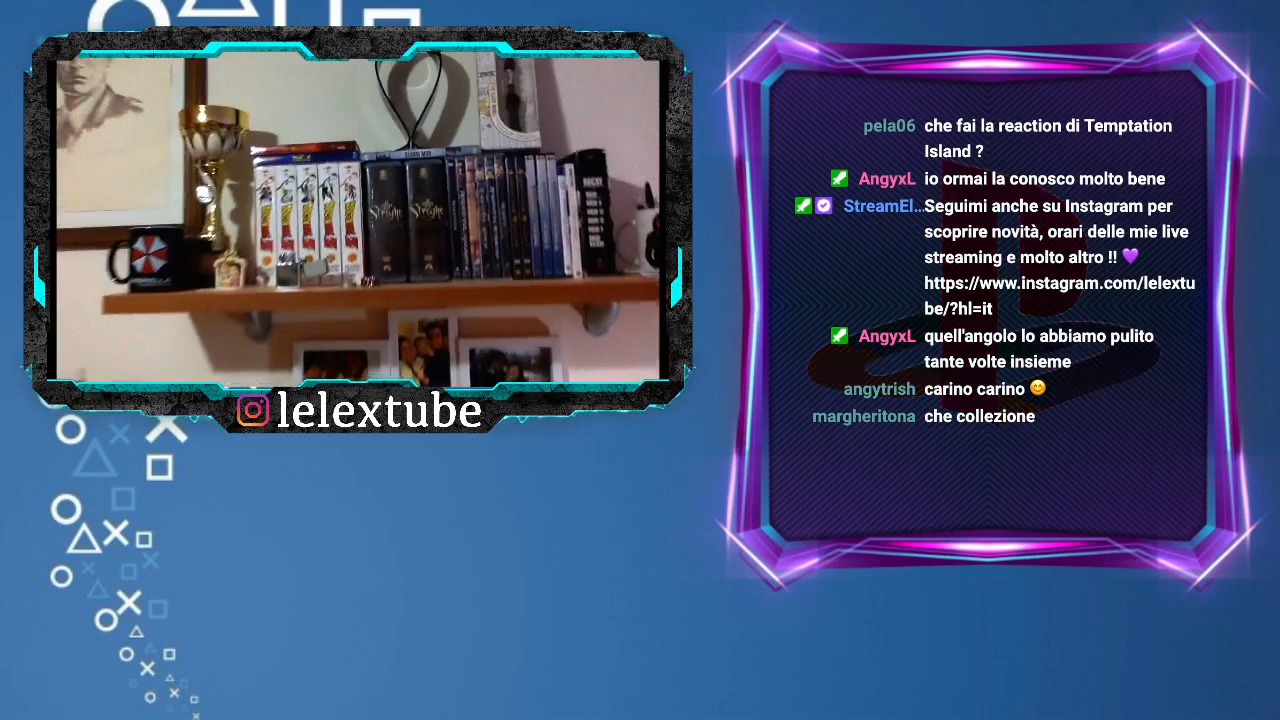 lelextube
pela06 che fai la reaction di Temptation
Island ?
AngyxL io ormai la conosco molto bene
StreamEl... Seguimi anche su Instagram per
scoprire novità, orari delle mie live
streaming e molto altro !! 💜
https://www.instagram.com/lelextu
be/?hl=it
AngyxL quell'angolo lo abbiamo pulito
tante volte insieme
angytrish carino carino 😊
margheritona che collezione